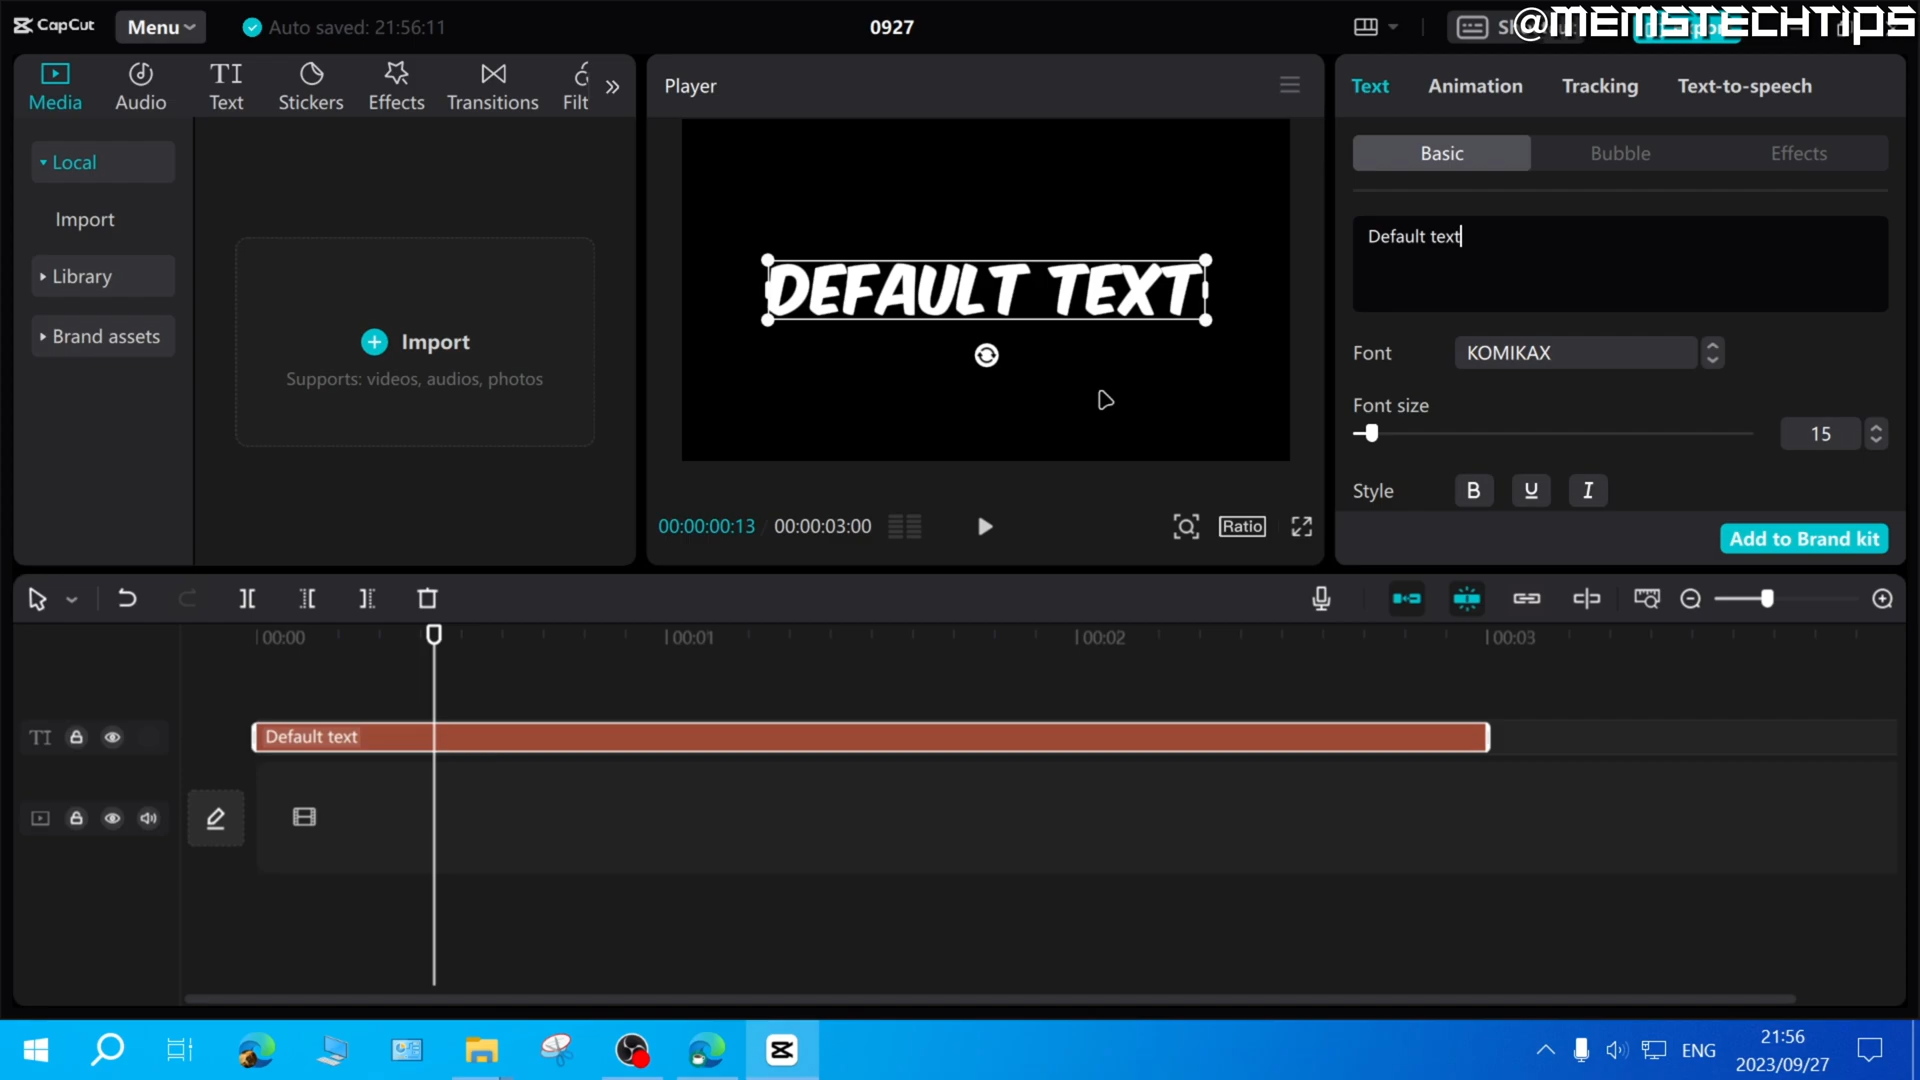 CapCut
Menu
Auto saved: 21:56:11
0927
@MEMSTECHTIPS
Media
Audio
TI
Text
Stickers
Effects
Transitions
Filt
Local
Import
Library
Brand assets
Import
Supports: videos, audios, photos
Player
DEFAULT TEXT
00:00:00:13
00:00:03:00
Ratio
Text
Animation
Tracking
Text-to-speech
Basic
Bubble
Effects
Default text
Font
KOMIKAX
Font size
15
Style
B
U
I
Add to Brand kit
00:00
00:01
00:02
00:03
TI
Default text
ENG
21:56
2023/09/27